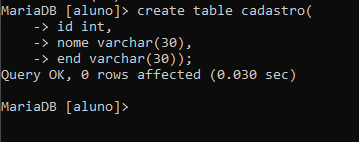 MariaDB [aluno]> create table cadastro(
    -> id int,
    -> nome varchar(30),
    -> end varchar(30));
Query OK, 0 rows affected (0.030 sec)
MariaDB [aluno]>